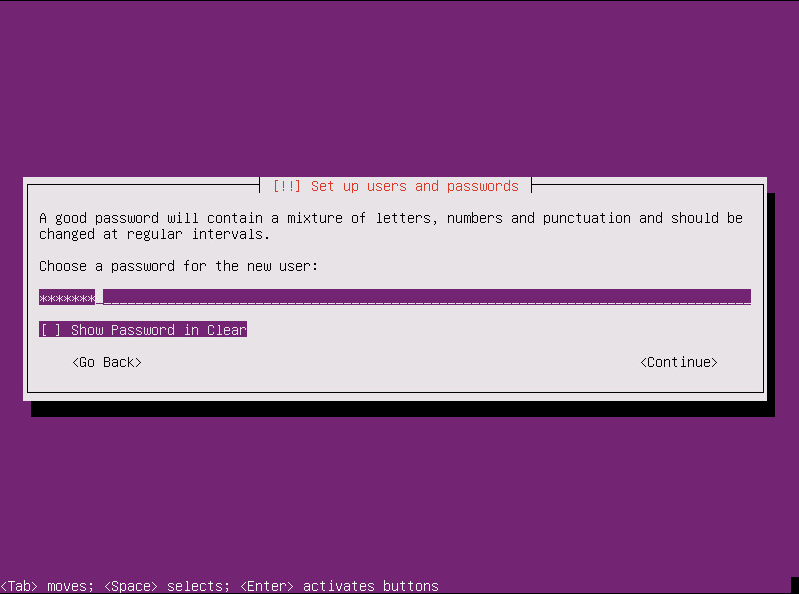 [!!] Set up users and passwords
A good password will contain a mixture of letters, numbers and punctuation and should be
changed at regular intervals.
Choose a password for the new user:
*******_______________________________________________________________________________
[ ] Show Password in Clear
<Go Back> <Continue>
<Tab> moves; <Space> selects; <Enter> activates buttons